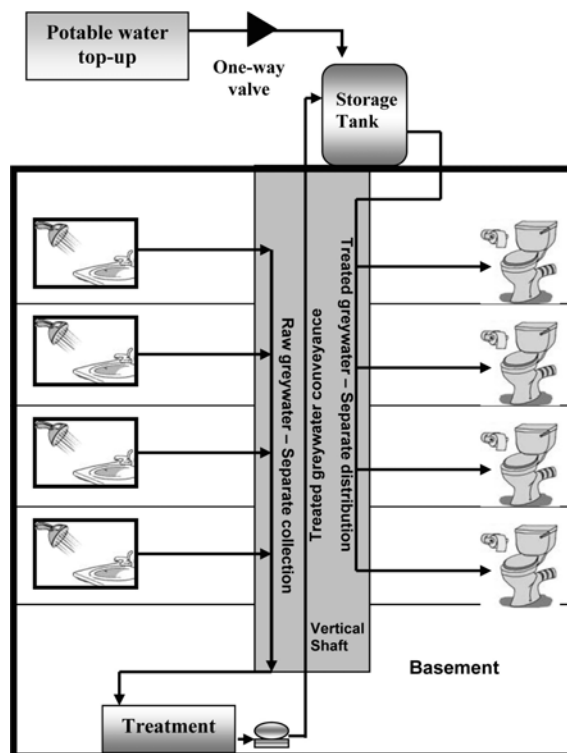 Potable water
top-up
One-way
valve
Storage
Tank
Raw greywater – Separate collection
Treated greywater conveyance
Treated greywater – Separate distribution
Vertical
Shaft
Basement
Treatment